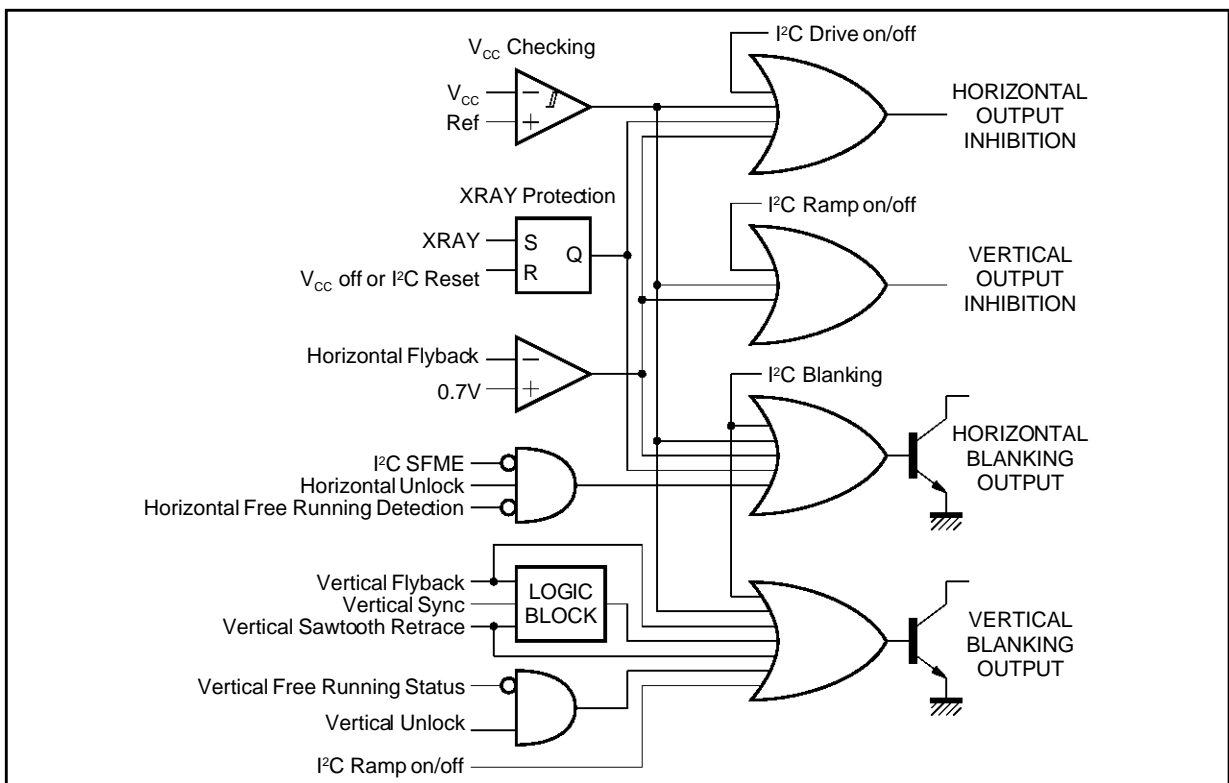 I²C Drive on/off
V_CC Checking
V_CC
Ref
HORIZONTAL
OUTPUT
INHIBITION
XRAY Protection
XRAY
S
Q
V_CC off or I²C Reset
R
I²C Ramp on/off
VERTICAL
OUTPUT
INHIBITION
Horizontal Flyback
0.7V
I²C Blanking
HORIZONTAL
BLANKING
OUTPUT
I²C SFME
Horizontal Unlock
Horizontal Free Running Detection
Vertical Flyback
Vertical Sync
Vertical Sawtooth Retrace
LOGIC
BLOCK
VERTICAL
BLANKING
OUTPUT
Vertical Free Running Status
Vertical Unlock
I²C Ramp on/off